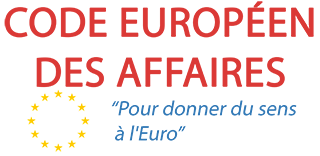 CODE EUROPÉEN
DES AFFAIRES
“Pour donner du sens
à l'Euro”